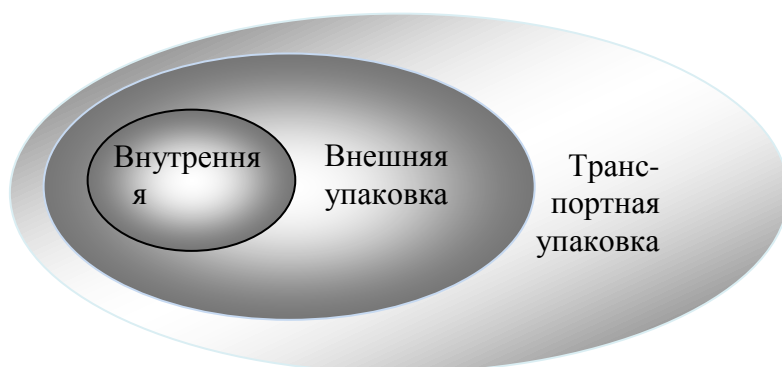 Внутрення
я
Внешняя
упаковка
Транс-
портная
упаковка